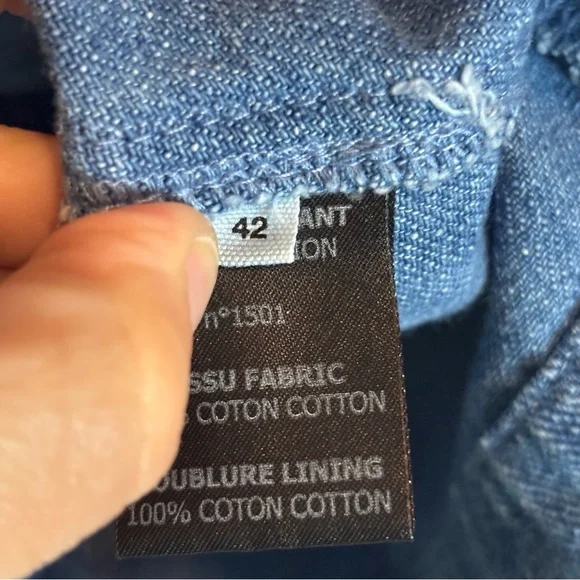 42
ANT
ION
n°1501
SSU FABRIC
% COTON COTTON
OUBLURE LINING
100% COTON COTTON